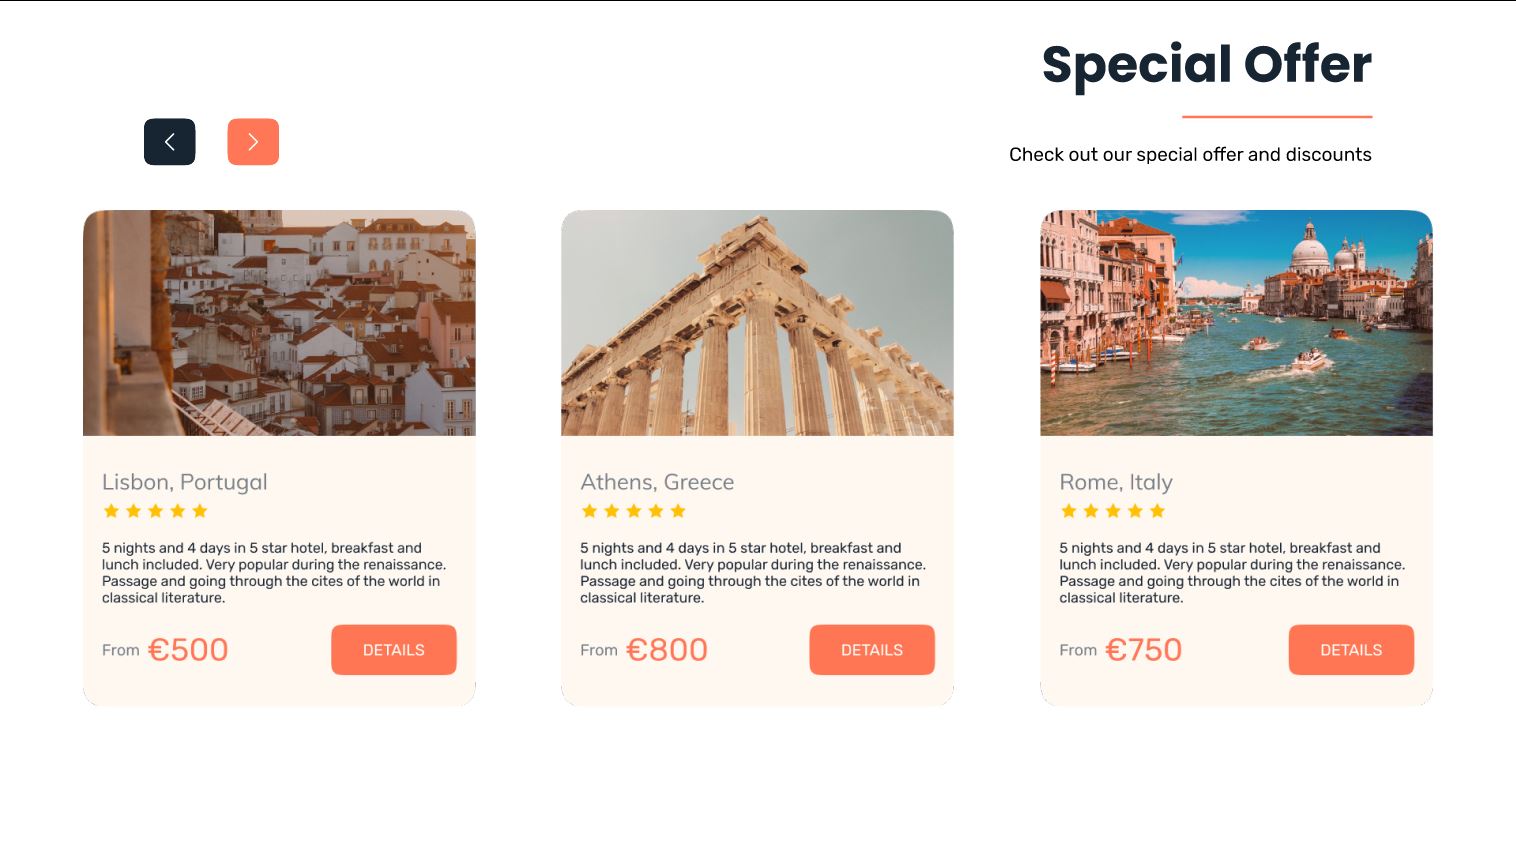 Special Offer
Check out our special offer and discounts
Lisbon, Portugal
5 nights and 4 days in 5 star hotel, breakfast and
lunch included. Very popular during the renaissance.
Passage and going through the cites of the world in
classical literature.
From €500
DETAILS
Athens, Greece
5 nights and 4 days in 5 star hotel, breakfast and
lunch included. Very popular during the renaissance.
Passage and going through the cites of the world in
classical literature.
From €800
DETAILS
Rome, Italy
5 nights and 4 days in 5 star hotel, breakfast and
lunch included. Very popular during the renaissance.
Passage and going through the cites of the world in
classical literature.
From €750
DETAILS